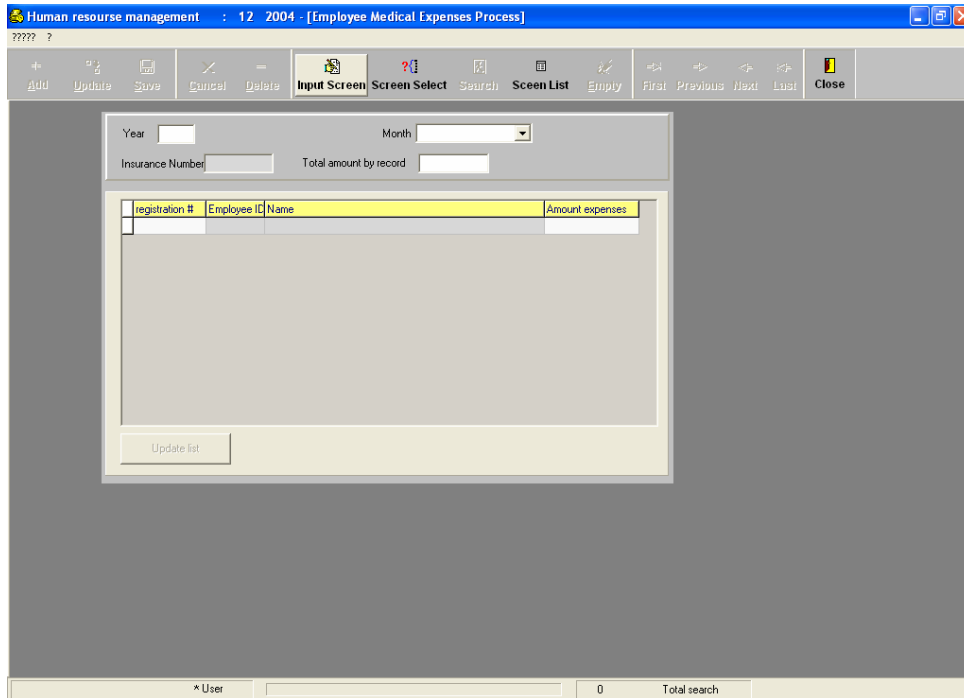 Human resourse management : 12 2004 - [Employee Medical Expenses Process]
????? ?
Add Update Save Cancel Delete Input Screen Screen Select Search Sceen List Empty First Previous Next Last Close
Year Month
Insurance Number Total amount by record
registration # Employee ID Name Amount expenses
Update list
* User 0 Total search